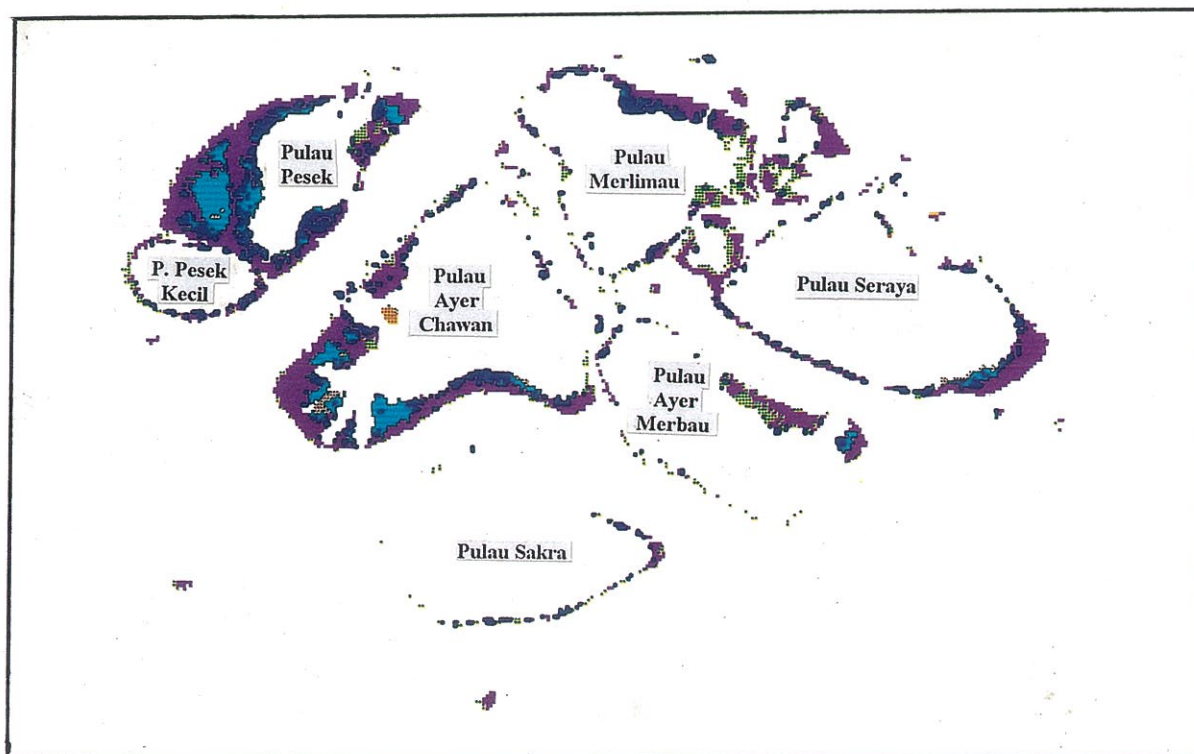 Pulau
Pesek
Pulau
Merlimau
P. Pesek
Kecil
Pulau
Ayer
Chawan
Pulau Seraya
Pulau
Ayer
Merbau
Pulau Sakra